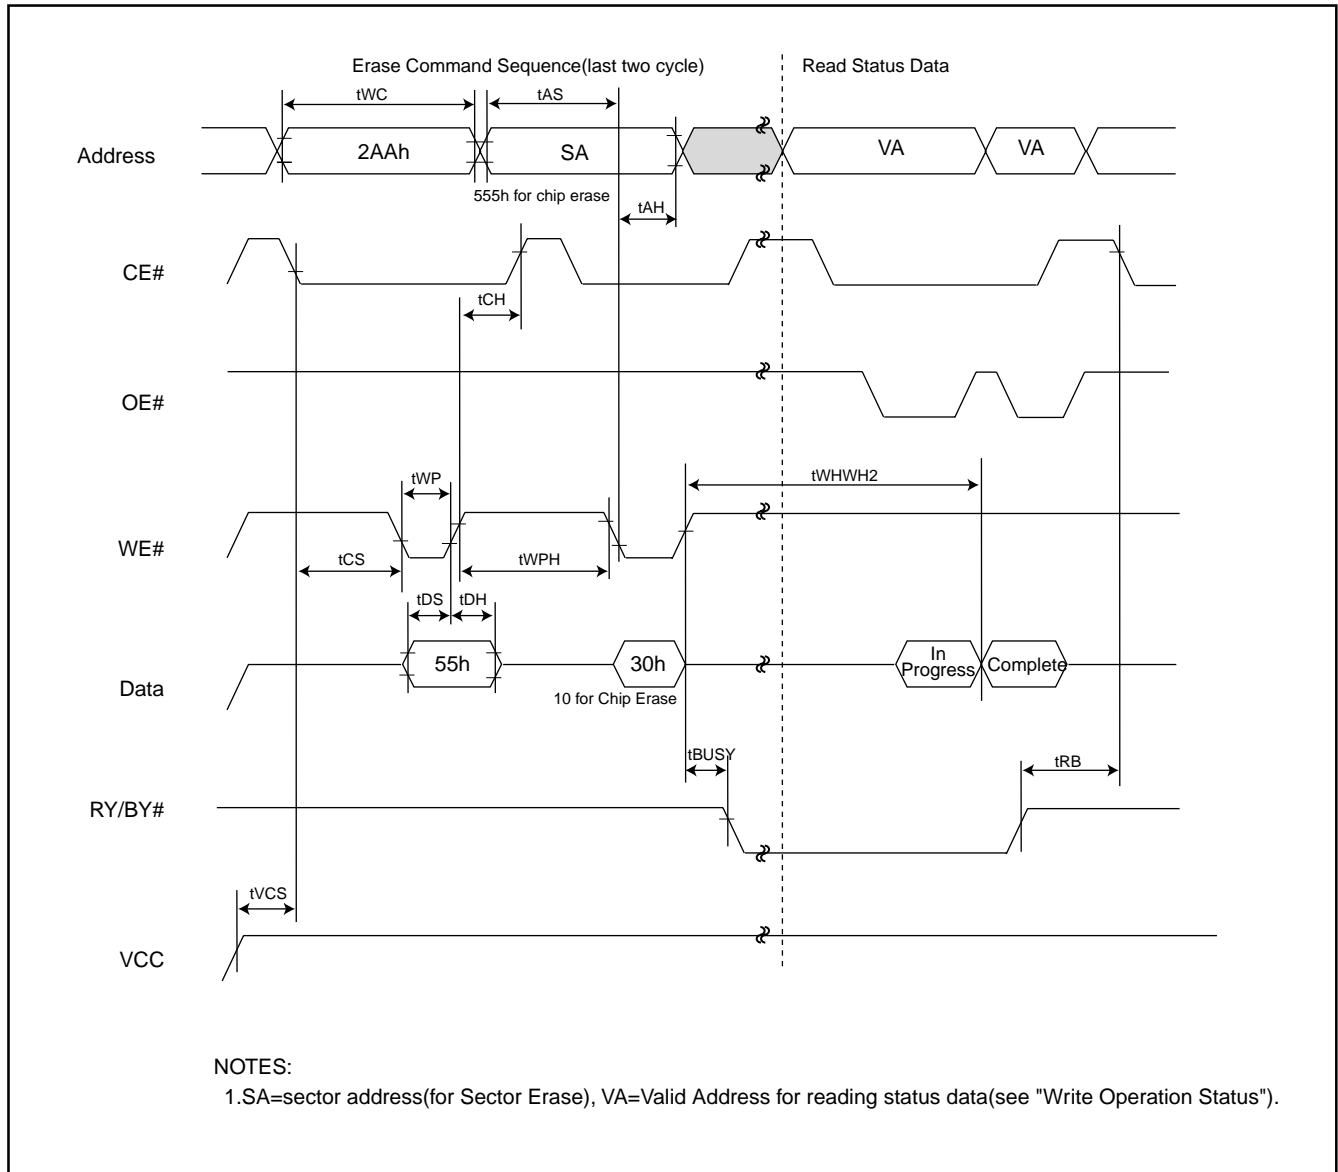 Erase Command Sequence(last two cycle)
Read Status Data
tWC
tAS
Address
2AAh
SA
VA
VA
555h for chip erase
tAH
CE#
tCH
OE#
tWP
tWHWH2
WE#
tCS
tWPH
tDS
tDH
55h
30h
In
Progress
Complete
Data
10 for Chip Erase
tBUSY
tRB
RY/BY#
tVCS
VCC
NOTES:
1.SA=sector address(for Sector Erase), VA=Valid Address for reading status data(see "Write Operation Status").